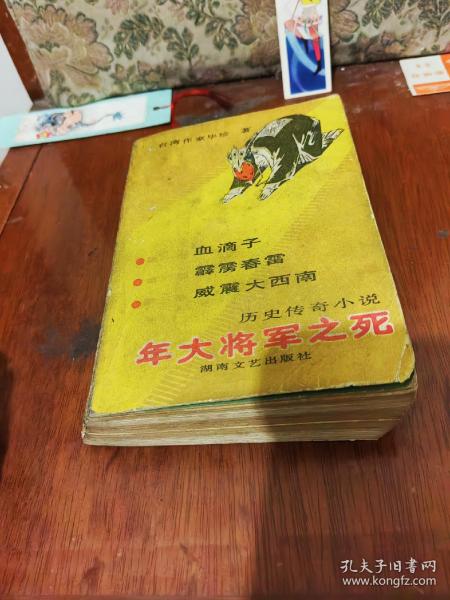 台湾作家毕珍 著
血滴子
霹雳春雷
威震大西南
历史传奇小说
年大将军之死
湖南文艺出版社
孔夫子旧书网
www.kongfz.com